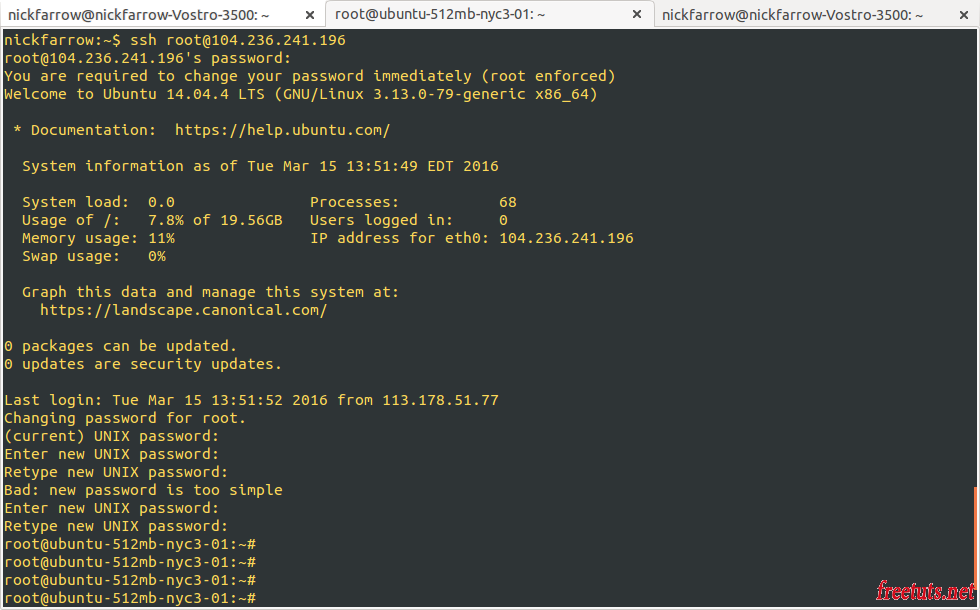 nickfarrow@nickfarrow-Vostro-3500: ~ × root@ubuntu-512mb-nyc3-01: ~ × nickfarrow@nickfarrow-Vostro-3500: ~ ×
nickfarrow:~$ ssh root@104.236.241.196
root@104.236.241.196's password:
You are required to change your password immediately (root enforced)
Welcome to Ubuntu 14.04.4 LTS (GNU/Linux 3.13.0-79-generic x86_64)
* Documentation:  https://help.ubuntu.com/
System information as of Tue Mar 15 13:51:49 EDT 2016
System load:  0.0               Processes:           68
Usage of /:   7.8% of 19.56GB   Users logged in:     0
Memory usage: 11%               IP address for eth0: 104.236.241.196
Swap usage:   0%
Graph this data and manage this system at:
https://landscape.canonical.com/
0 packages can be updated.
0 updates are security updates.
Last login: Tue Mar 15 13:51:52 2016 from 113.178.51.77
Changing password for root.
(current) UNIX password:
Enter new UNIX password:
Retype new UNIX password:
Bad: new password is too simple
Enter new UNIX password:
Retype new UNIX password:
root@ubuntu-512mb-nyc3-01:~#
root@ubuntu-512mb-nyc3-01:~#
root@ubuntu-512mb-nyc3-01:~#
root@ubuntu-512mb-nyc3-01:~#
freetuts.net